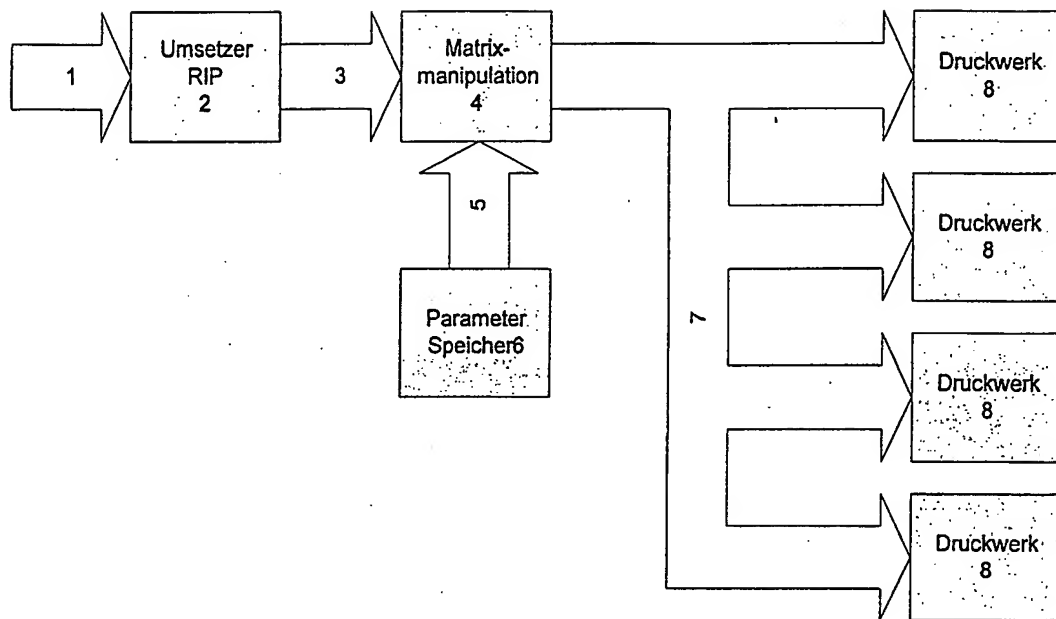 1
Umsetzer
RIP
2
3
Matrix-
manipulation
4
5
Parameter
Speicher6
7
Druckwerk
8
Druckwerk
8
Druckwerk
8
Druckwerk
8